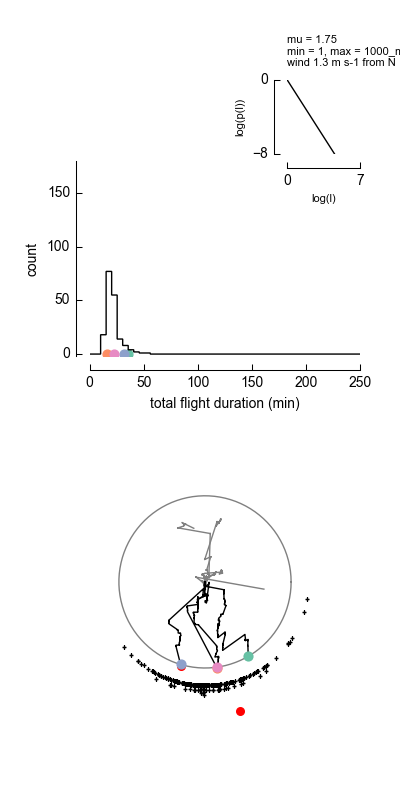 mu = 1.75
min = 1, max = 1000_m
wind 1.3 m s-1 from N
0
−8
log(p(l))
0 7
log(l)
150
100
50
0
count
0 50 100 150 200 250
total flight duration (min)